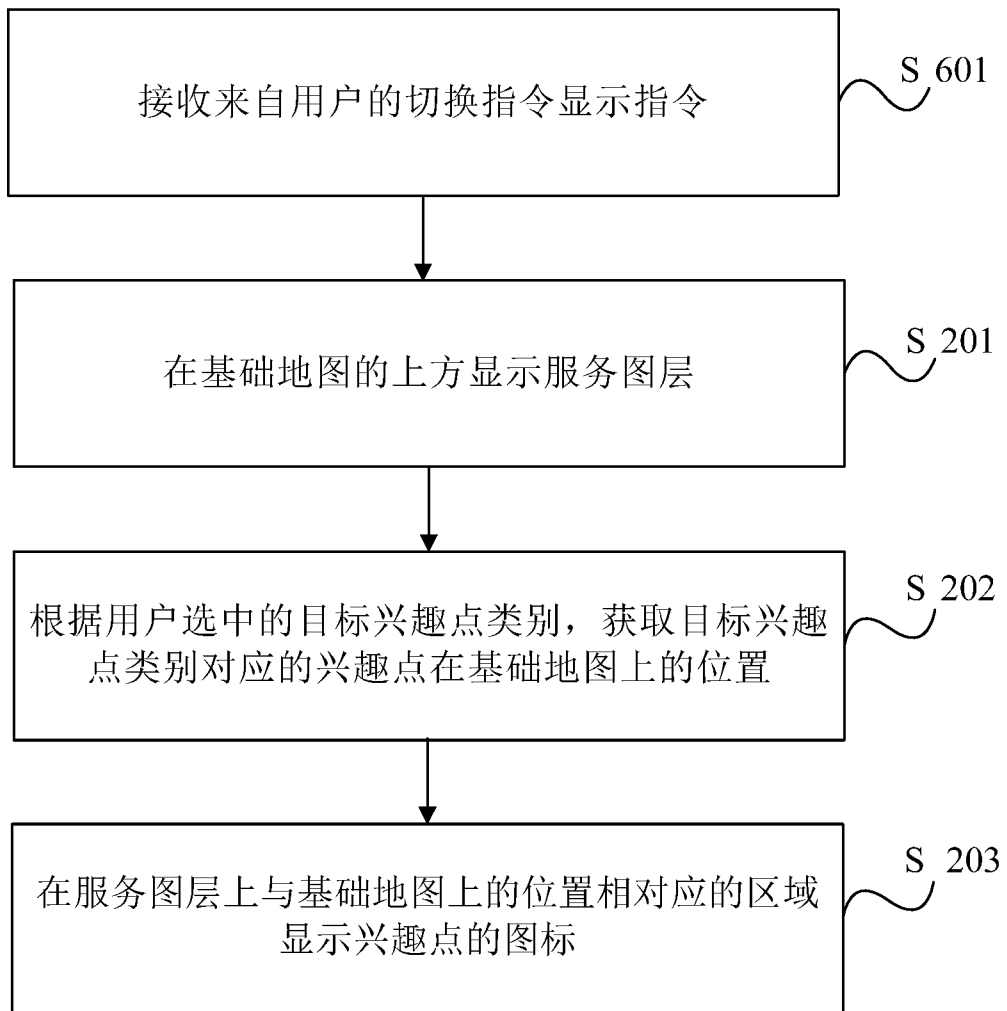 接收来自用户的切换指令显示指令
S 601
在基础地图的上方显示服务图层
S 201
根据用户选中的目标兴趣点类别，获取目标兴趣
点类别对应的兴趣点在基础地图上的位置
S 202
在服务图层上与基础地图上的位置相对应的区域
显示兴趣点的图标
S 203